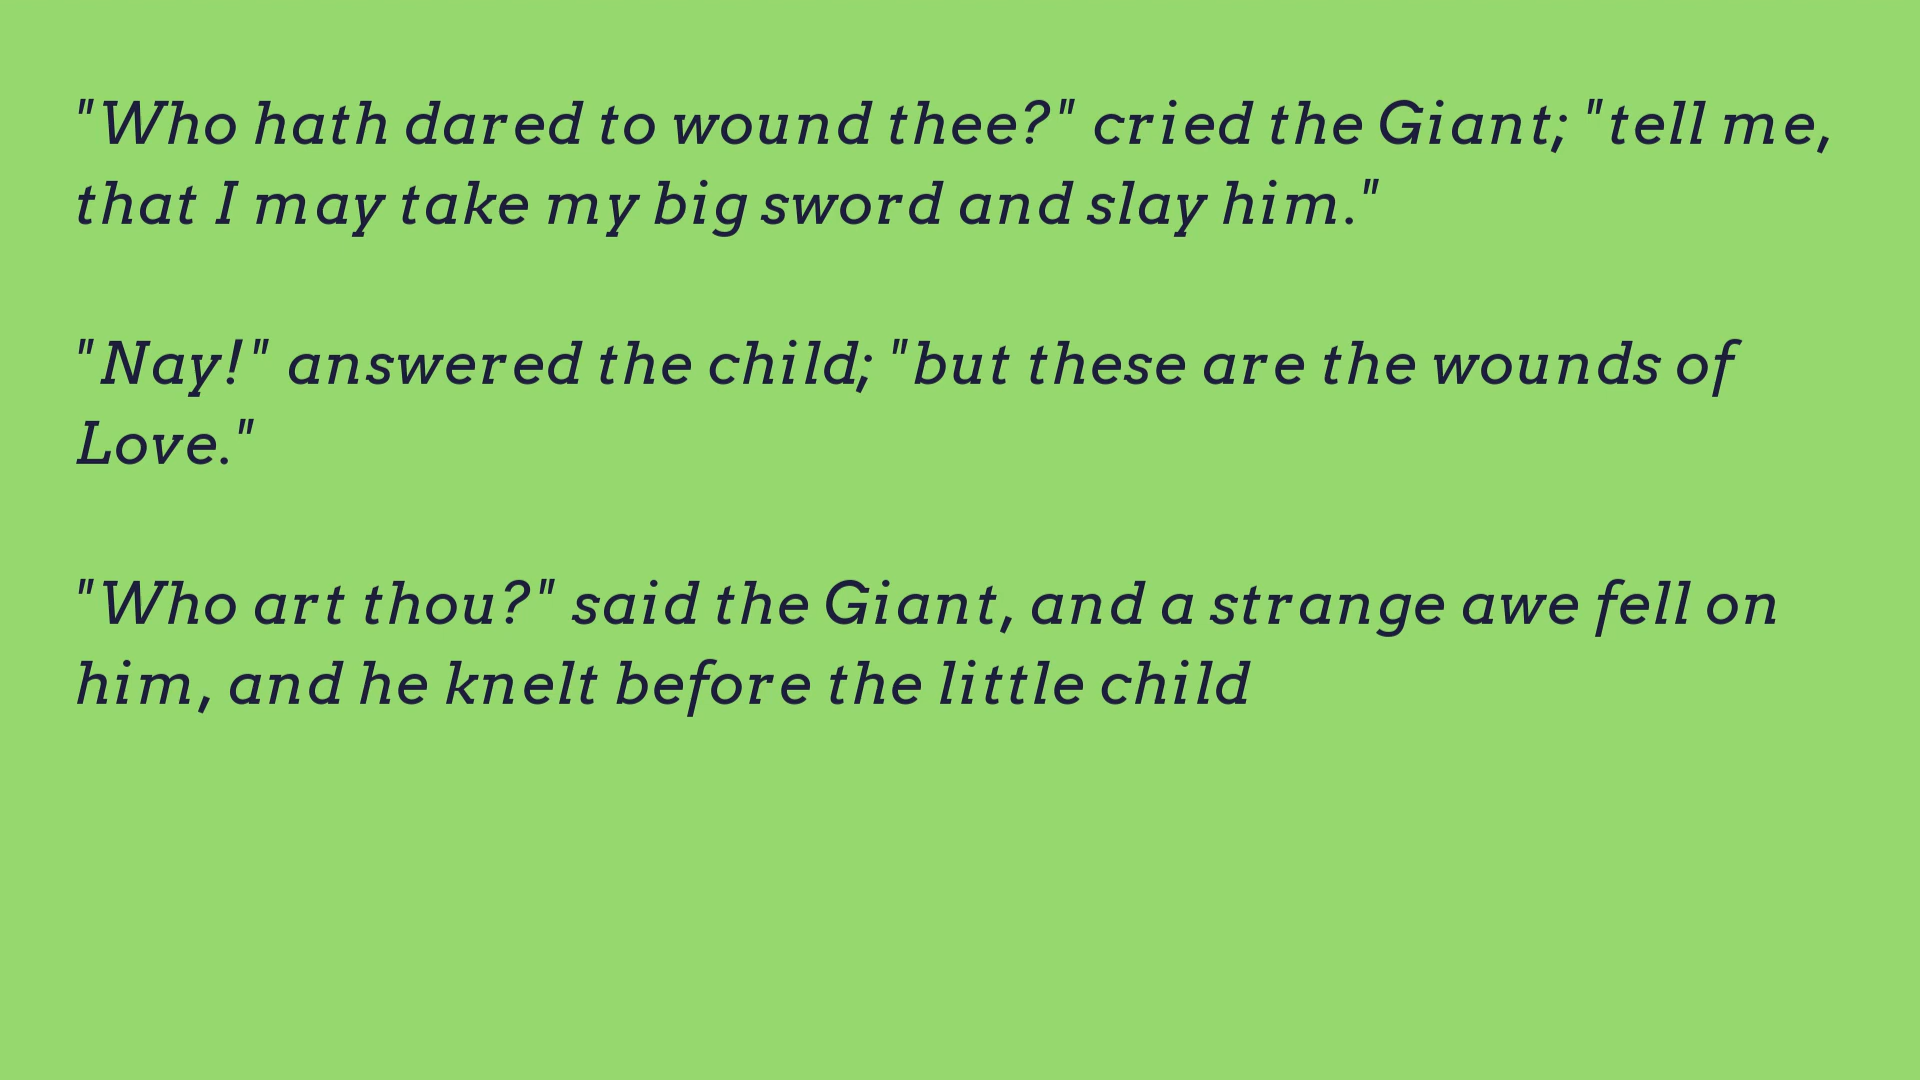 "Who hath dared to wound thee?" cried the Giant; "tell me,
that I may take my big sword and slay him."
"Nay!" answered the child; "but these are the wounds of
Love."
"Who art thou?" said the Giant, and a strange awe fell on
him, and he knelt before the little child